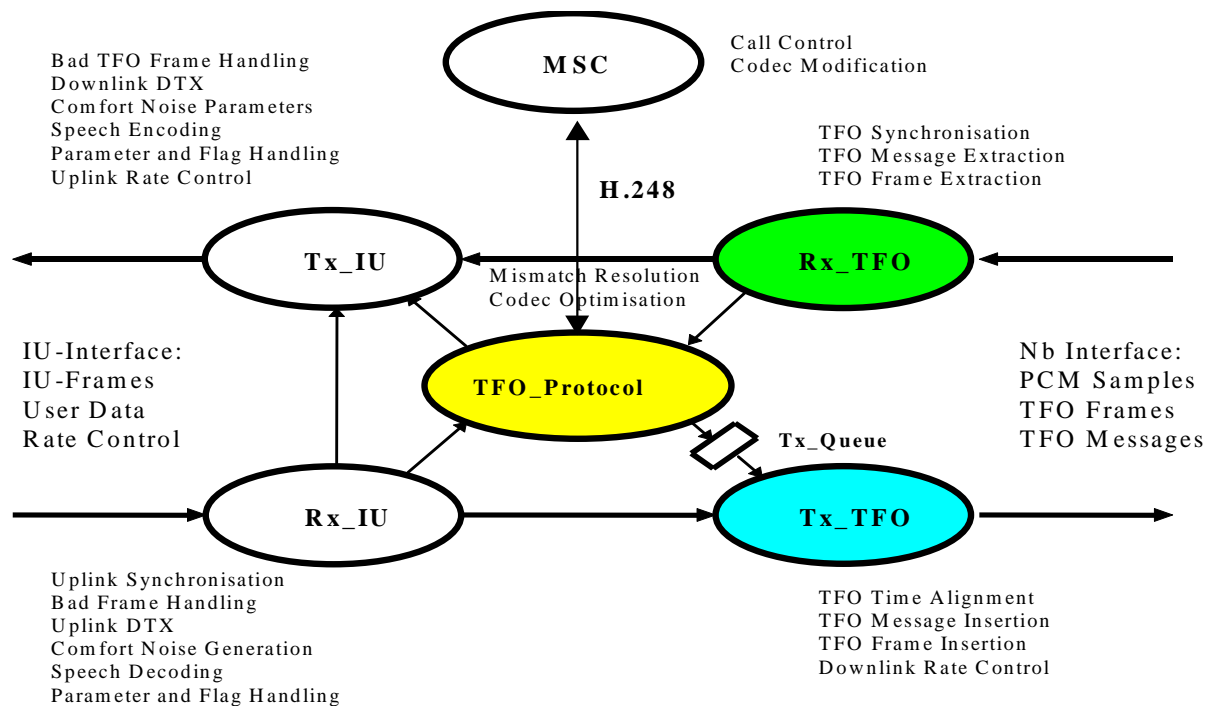 Bad TFO Frame Handling
Downlink DTX
Comfort Noise Parameters
Speech Encoding
Parameter and Flag Handling
Uplink Rate Control
MSC
Call Control
Codec Modification
TFO Synchronisation
TFO Message Extraction
TFO Frame Extraction
H.248
Tx_IU
Rx_TFO
Mismatch Resolution
Codec Optimisation
IU-Interface:
IU-Frames
User Data
Rate Control
TFO_Protocol
Nb Interface:
PCM Samples
TFO Frames
TFO Messages
Tx_Queue
Rx_IU
Tx_TFO
Uplink Synchronisation
Bad Frame Handling
Uplink DTX
Comfort Noise Generation
Speech Decoding
Parameter and Flag Handling
TFO Time Alignment
TFO Message Insertion
TFO Frame Insertion
Downlink Rate Control